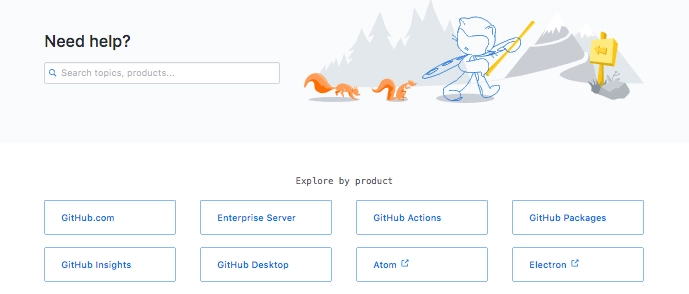 Need help?
Search topics, products...
Explore by product
GitHub.com
Enterprise Server
GitHub Actions
GitHub Packages
GitHub Insights
GitHub Desktop
Atom
Electron